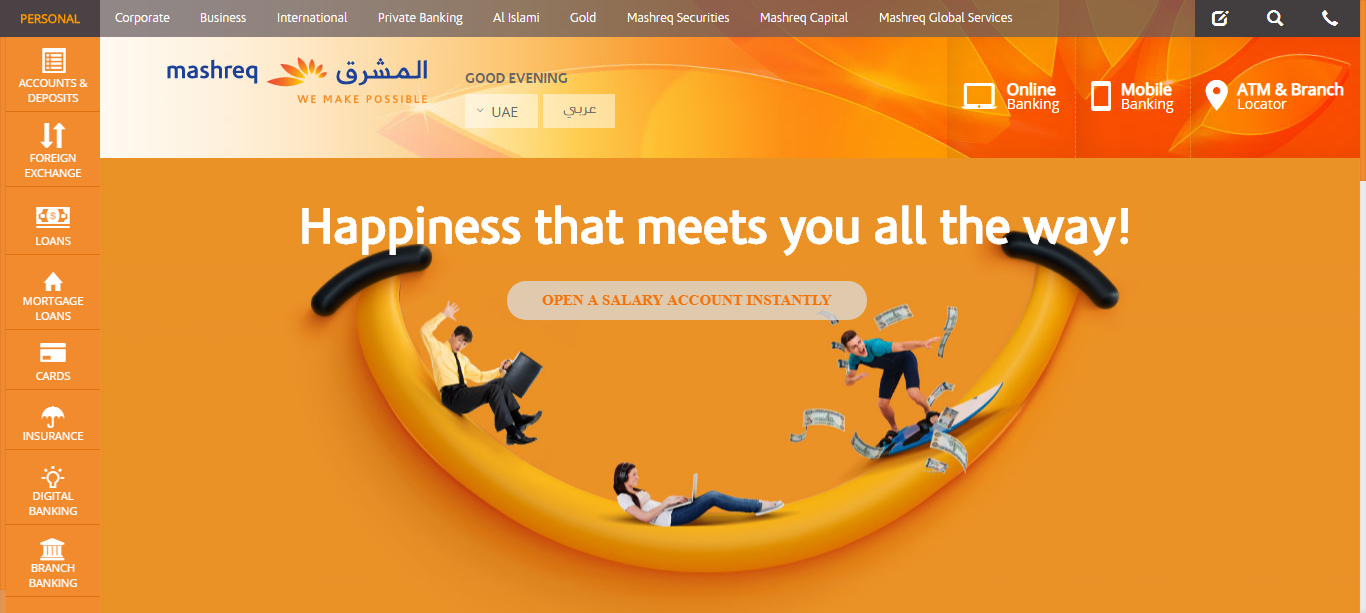 PERSONAL
Corporate
Business
International
Private Banking
Al Islami
Gold
Mashreq Securities
Mashreq Capital
Mashreq Global Services
ACCOUNTS &
DEPOSITS
FOREIGN
EXCHANGE
LOANS
MORTGAGE
LOANS
CARDS
INSURANCE
DIGITAL
BANKING
BRANCH
BANKING
mashreq المشرق
WE MAKE POSSIBLE
GOOD EVENING
UAE
عربي
Online
Banking
Mobile
Banking
ATM & Branch
Locator
Happiness that meets you all the way!
OPEN A SALARY ACCOUNT INSTANTLY